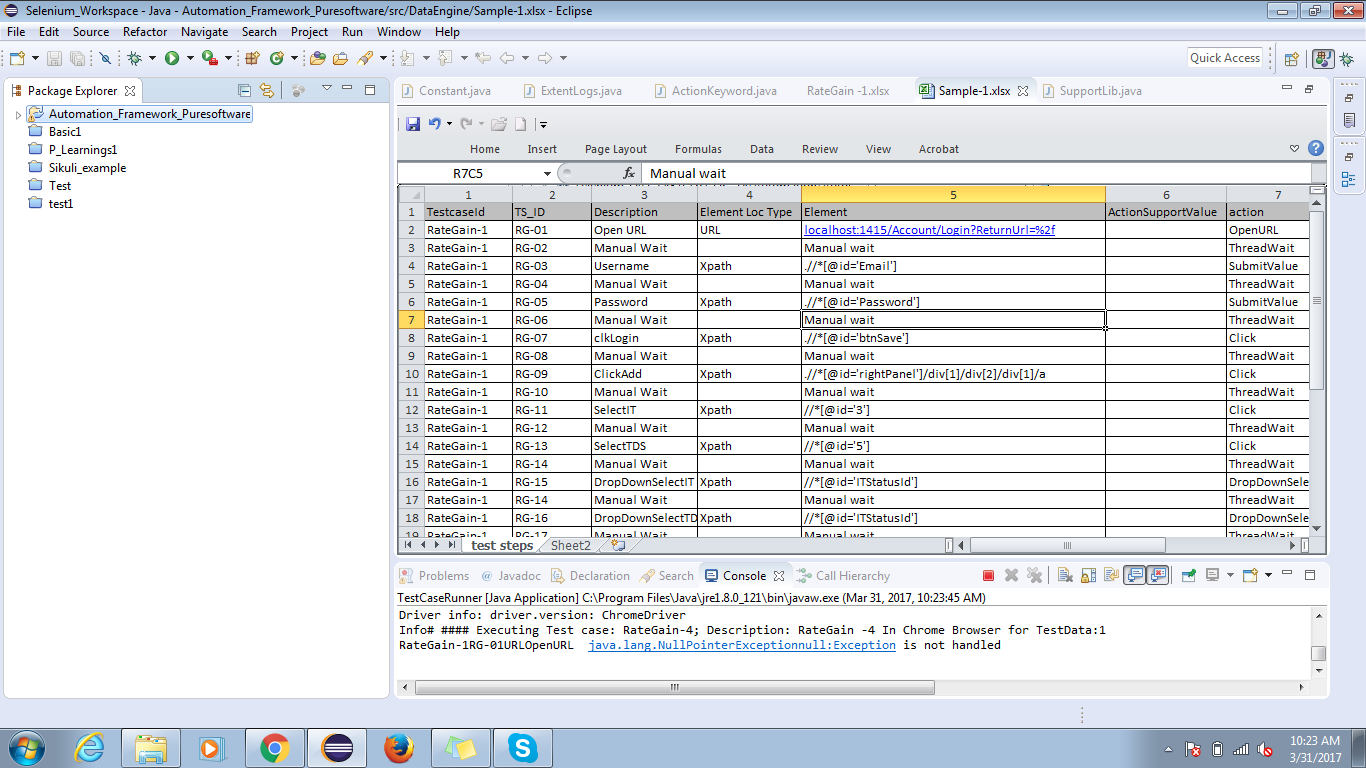 Selenium_Workspace - Java - Automation_Framework_Puresoftware/src/DataEngine/Sample-1.xlsx - Eclipse
File Edit Source Refactor Navigate Search Project Run Window Help
Quick Access
Package Explorer
Automation_Framework_Puresoftware
Basic1
P_Learnings1
Sikuli_example
Test
test1
Constant.java ExtentLogs.java ActionKeyword.java RateGain -1.xlsx Sample-1.xlsx SupportLib.java
Home Insert Page Layout Formulas Data Review View Acrobat
R7C5 fx Manual wait
1 2 3 4 5 6 7
1 TestcaseId TS_ID Description Element Loc Type Element ActionSupportValue action
2 RateGain-1 RG-01 Open URL URL localhost:1415/Account/Login?ReturnUrl=%2f OpenURL
3 RateGain-1 RG-02 Manual Wait Manual wait ThreadWait
4 RateGain-1 RG-03 Username Xpath .//*[@id='Email'] SubmitValue
5 RateGain-1 RG-04 Manual Wait Manual wait ThreadWait
6 RateGain-1 RG-05 Password Xpath .//*[@id='Password'] SubmitValue
7 RateGain-1 RG-06 Manual Wait Manual wait ThreadWait
8 RateGain-1 RG-07 clkLogin Xpath .//*[@id='btnSave'] Click
9 RateGain-1 RG-08 Manual Wait Manual wait ThreadWait
10 RateGain-1 RG-09 ClickAdd Xpath .//*[@id='rightPanel']/div[1]/div[2]/div[1]/a Click
11 RateGain-1 RG-10 Manual Wait Manual wait ThreadWait
12 RateGain-1 RG-11 SelectIT Xpath //*[@id='3'] Click
13 RateGain-1 RG-12 Manual Wait Manual wait ThreadWait
14 RateGain-1 RG-13 SelectTDS Xpath //*[@id='5'] Click
15 RateGain-1 RG-14 Manual Wait Manual wait ThreadWait
16 RateGain-1 RG-15 DropDownSelectIT Xpath //*[@id='ITStatusId'] DropDownSele
17 RateGain-1 RG-14 Manual Wait Manual wait ThreadWait
18 RateGain-1 RG-16 DropDownSelectTD Xpath //*[@id='ITStatusId'] DropDownSele
19 RateGain-1 RG-17 Manual Wait Manual wait ThreadWait
test steps Sheet2
Problems @ Javadoc Declaration Search Console Call Hierarchy
TestCaseRunner [Java Application] C:\Program Files\Java\jre1.8.0_121\bin\javaw.exe (Mar 31, 2017, 10:23:45 AM)
Driver info: driver.version: ChromeDriver
Info# #### Executing Test case: RateGain-4; Description: RateGain -4 In Chrome Browser for TestData:1
RateGain-1RG-01URLOpenURL java.lang.NullPointerExceptionnull:Exception is not handled
10:23 AM
3/31/2017